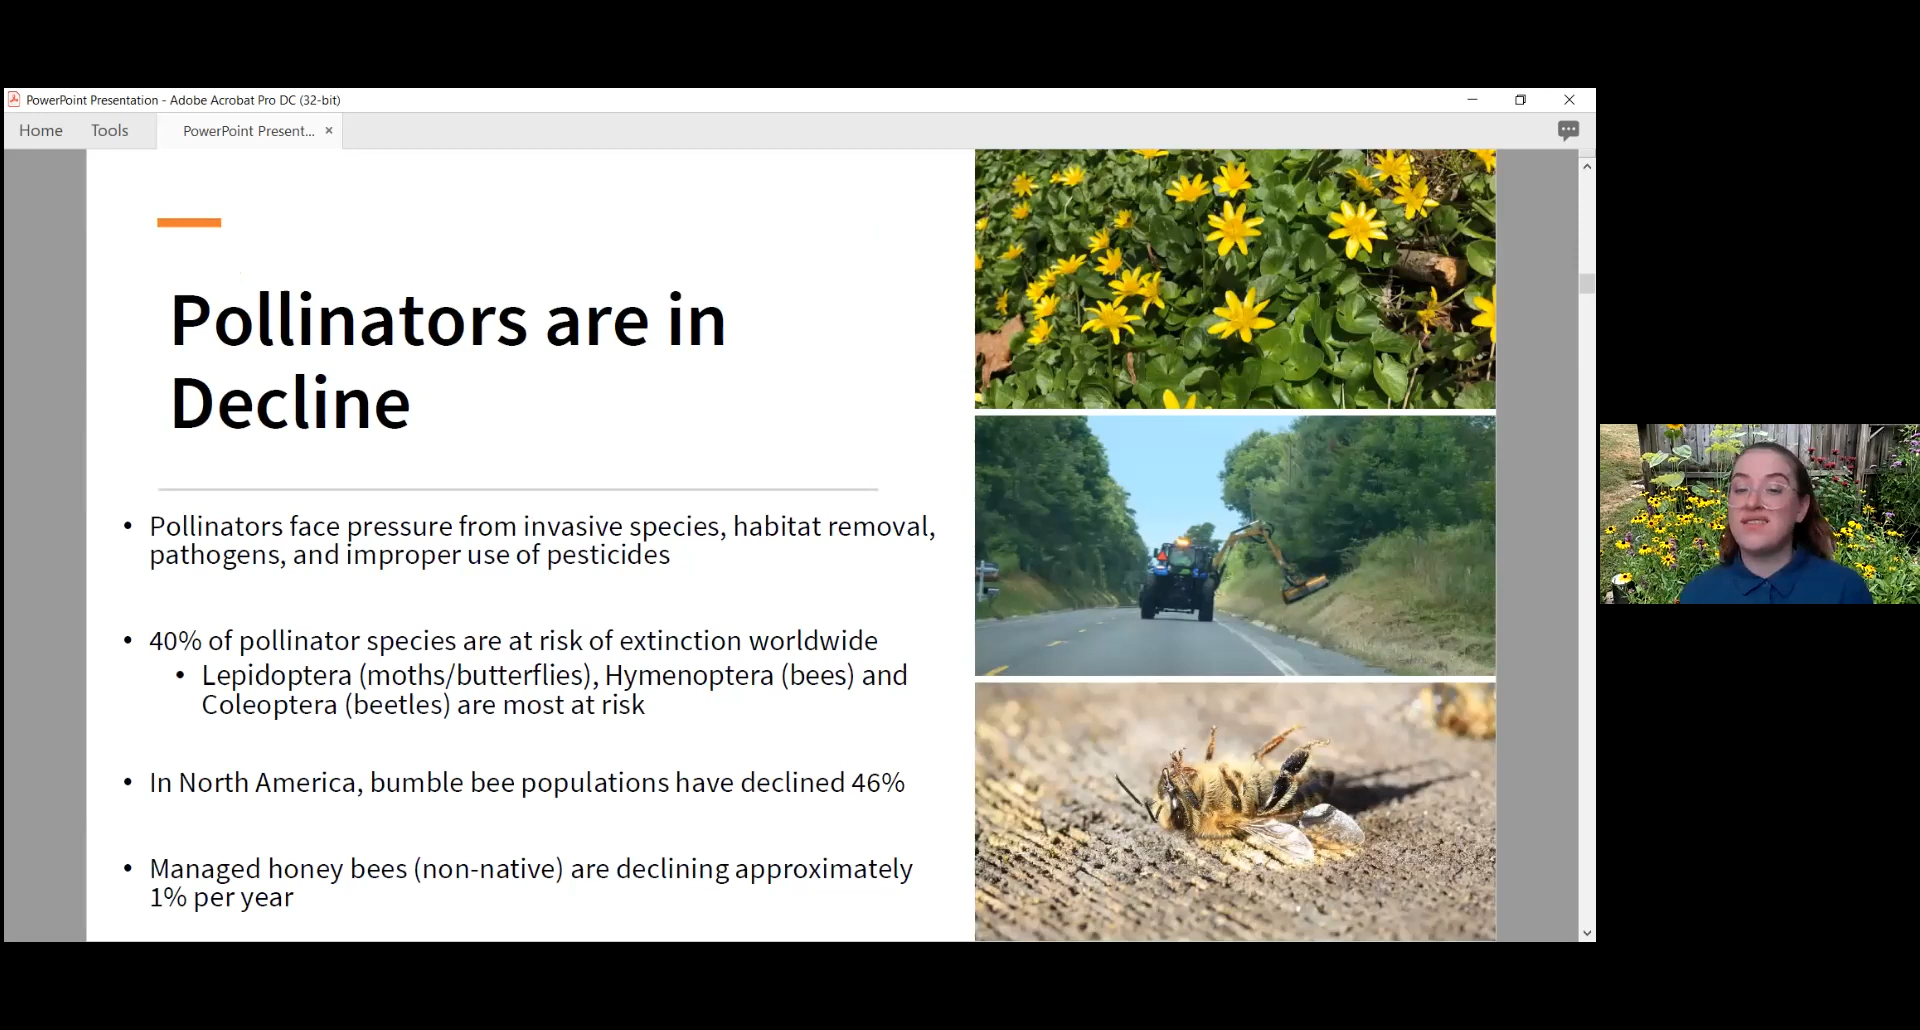 PowerPoint Presentation - Adobe Acrobat Pro DC (32-bit)
Home
Tools
PowerPoint Present...
Pollinators are in
Decline
• Pollinators face pressure from invasive species, habitat removal,
pathogens, and improper use of pesticides
• 40% of pollinator species are at risk of extinction worldwide
• Lepidoptera (moths/butterflies), Hymenoptera (bees) and
Coleoptera (beetles) are most at risk
• In North America, bumble bee populations have declined 46%
• Managed honey bees (non-native) are declining approximately
1% per year